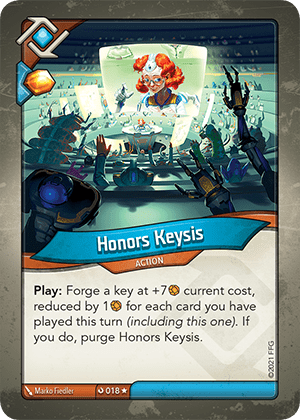 Honors Keysis
ACTION
Play: Forge a key at +7 current cost,
reduced by 1 for each card you have
played this turn (including this one). If
you do, purge Honors Keysis.
Marko Fiedler
018
©2021 FFG